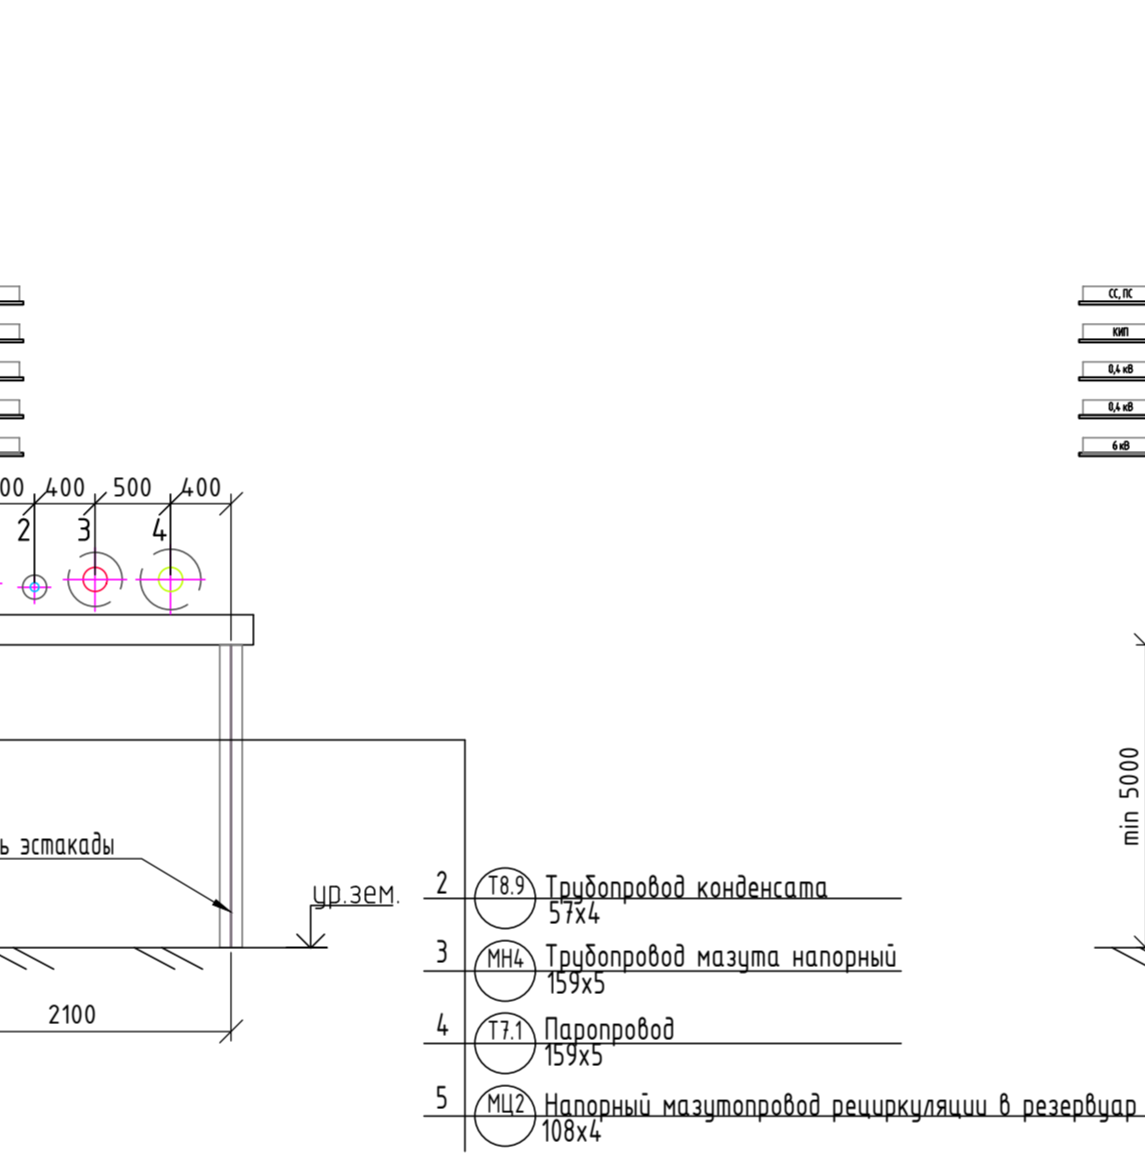 СС, ПС
КИП
0,4 кВ
0,4 кВ
6 кВ
00 400 500 400
2 3 4
min 5000
ь эстакады
ур.зем.
2 Т8.9 Трубопровод конденсата
57х4
3 МН4 Трубопровод мазута напорный
159х5
2100
4 Т7.1 Паропровод
159х5
5 МЦ2 Напорный мазутопровод рециркуляции в резервуар
108х4